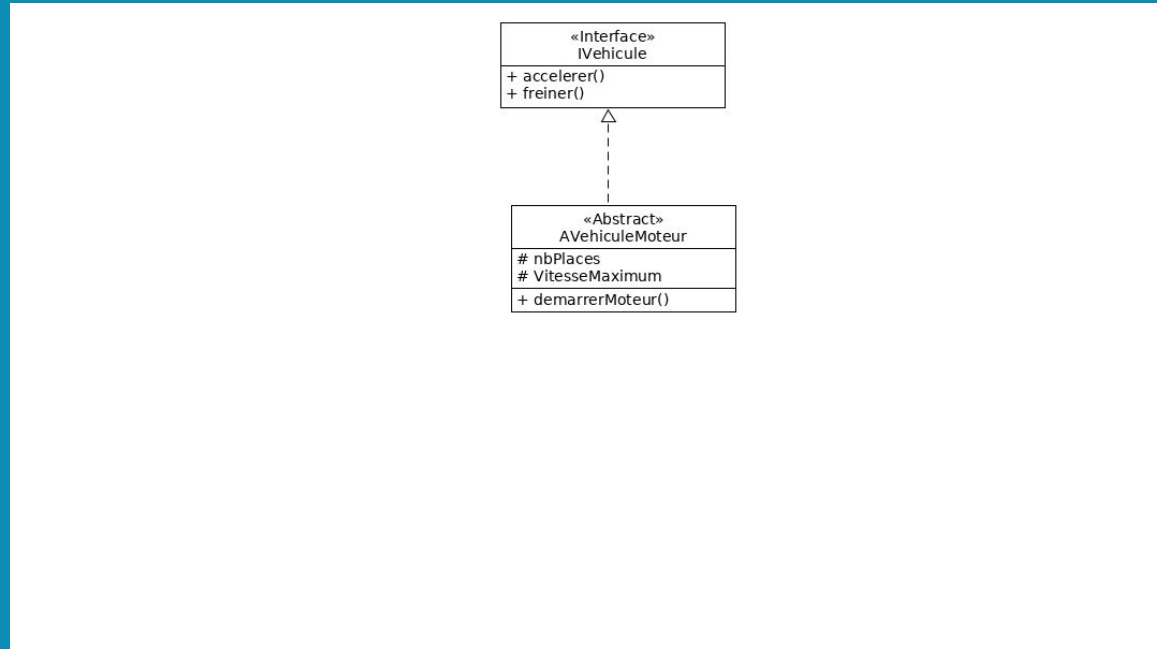 «Interface»
IVehicule
+ accelerer()
+ freiner()
«Abstract»
AVehiculeMoteur
# nbPlaces
# VitesseMaximum
+ demarrerMoteur()